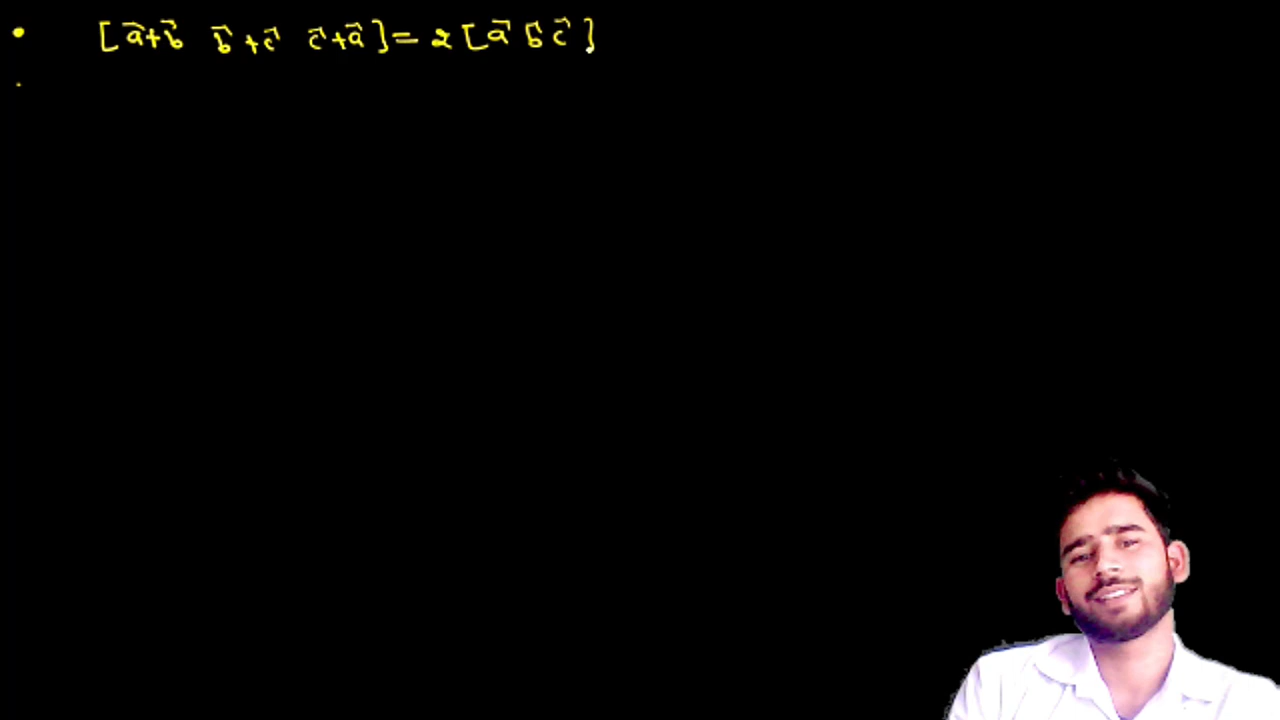 • [a⃗+b⃗ b⃗+c⃗ c⃗+a⃗] = 2 [a⃗ b⃗ c⃗]